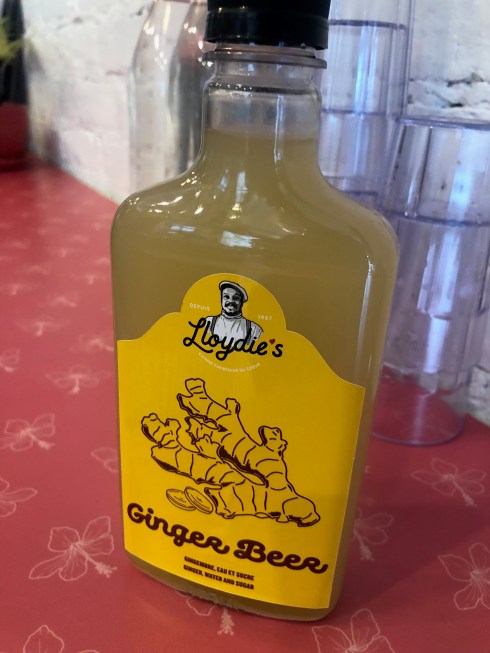 DEPUIS 1987
Lloydie's
Ginger Beer
GINGEMBRE, EAU ET SUCRE
GINGER, WATER AND SUGAR